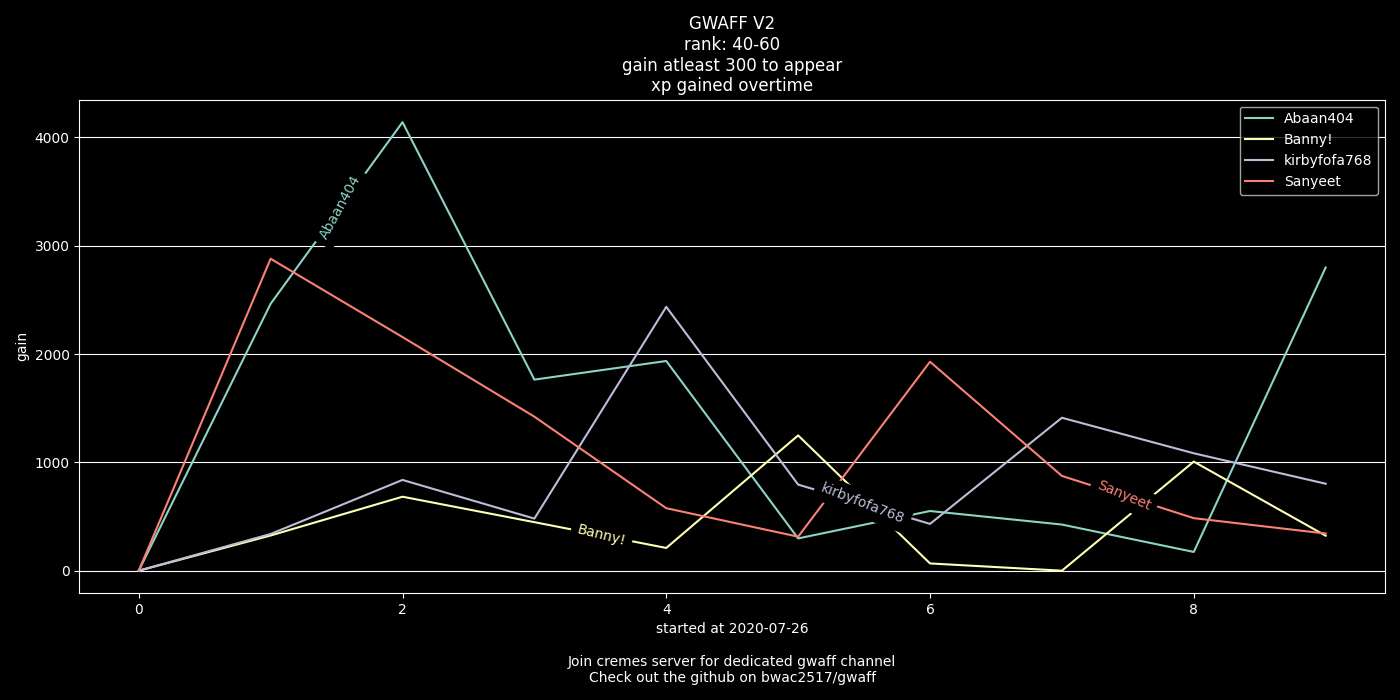 GWAFF V2
rank: 40-60
gain atleast 300 to appear
xp gained overtime
Abaan404
Banny!
kirbyfofa768
Sanyeet
4000
3000
2000
1000
0
gain
Abaan404
Banny!
kirbyfofa768
Sanyeet
0 2 4 6 8
started at 2020-07-26
Join cremes server for dedicated gwaff channel
Check out the github on bwac2517/gwaff